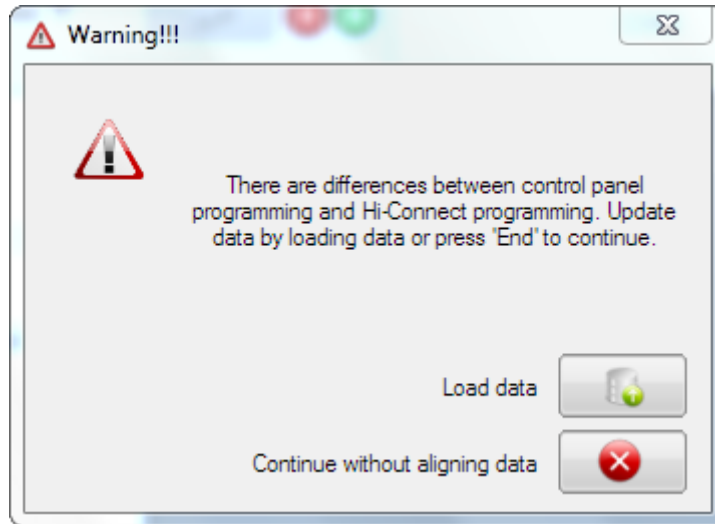 Warning!!!
There are differences between control panel
programming and Hi-Connect programming. Update
data by loading data or press 'End' to continue.
Load data
Continue without aligning data